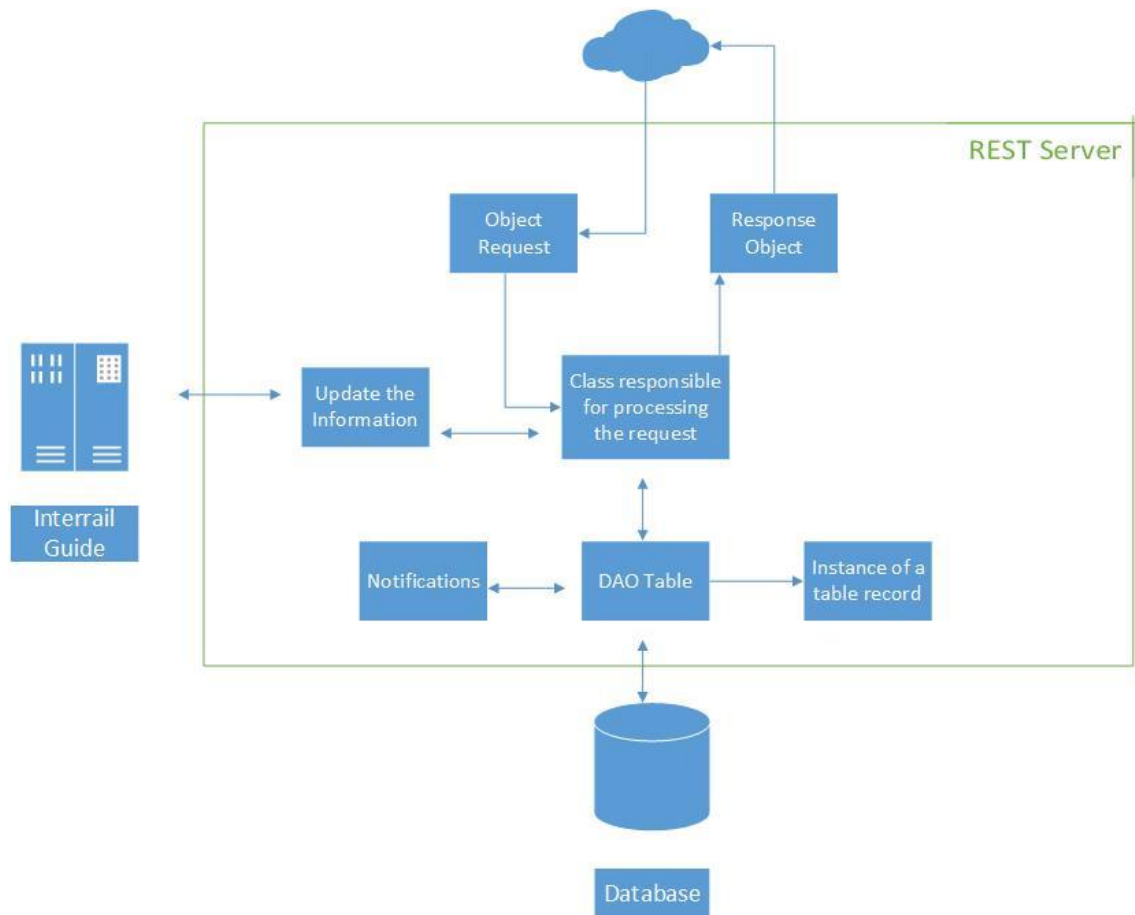 REST Server
Object
Request
Response
Object
Update the
Information
Class responsible
for processing
the request
Interrail
Guide
Notifications
DAO Table
Instance of a
table record
Database